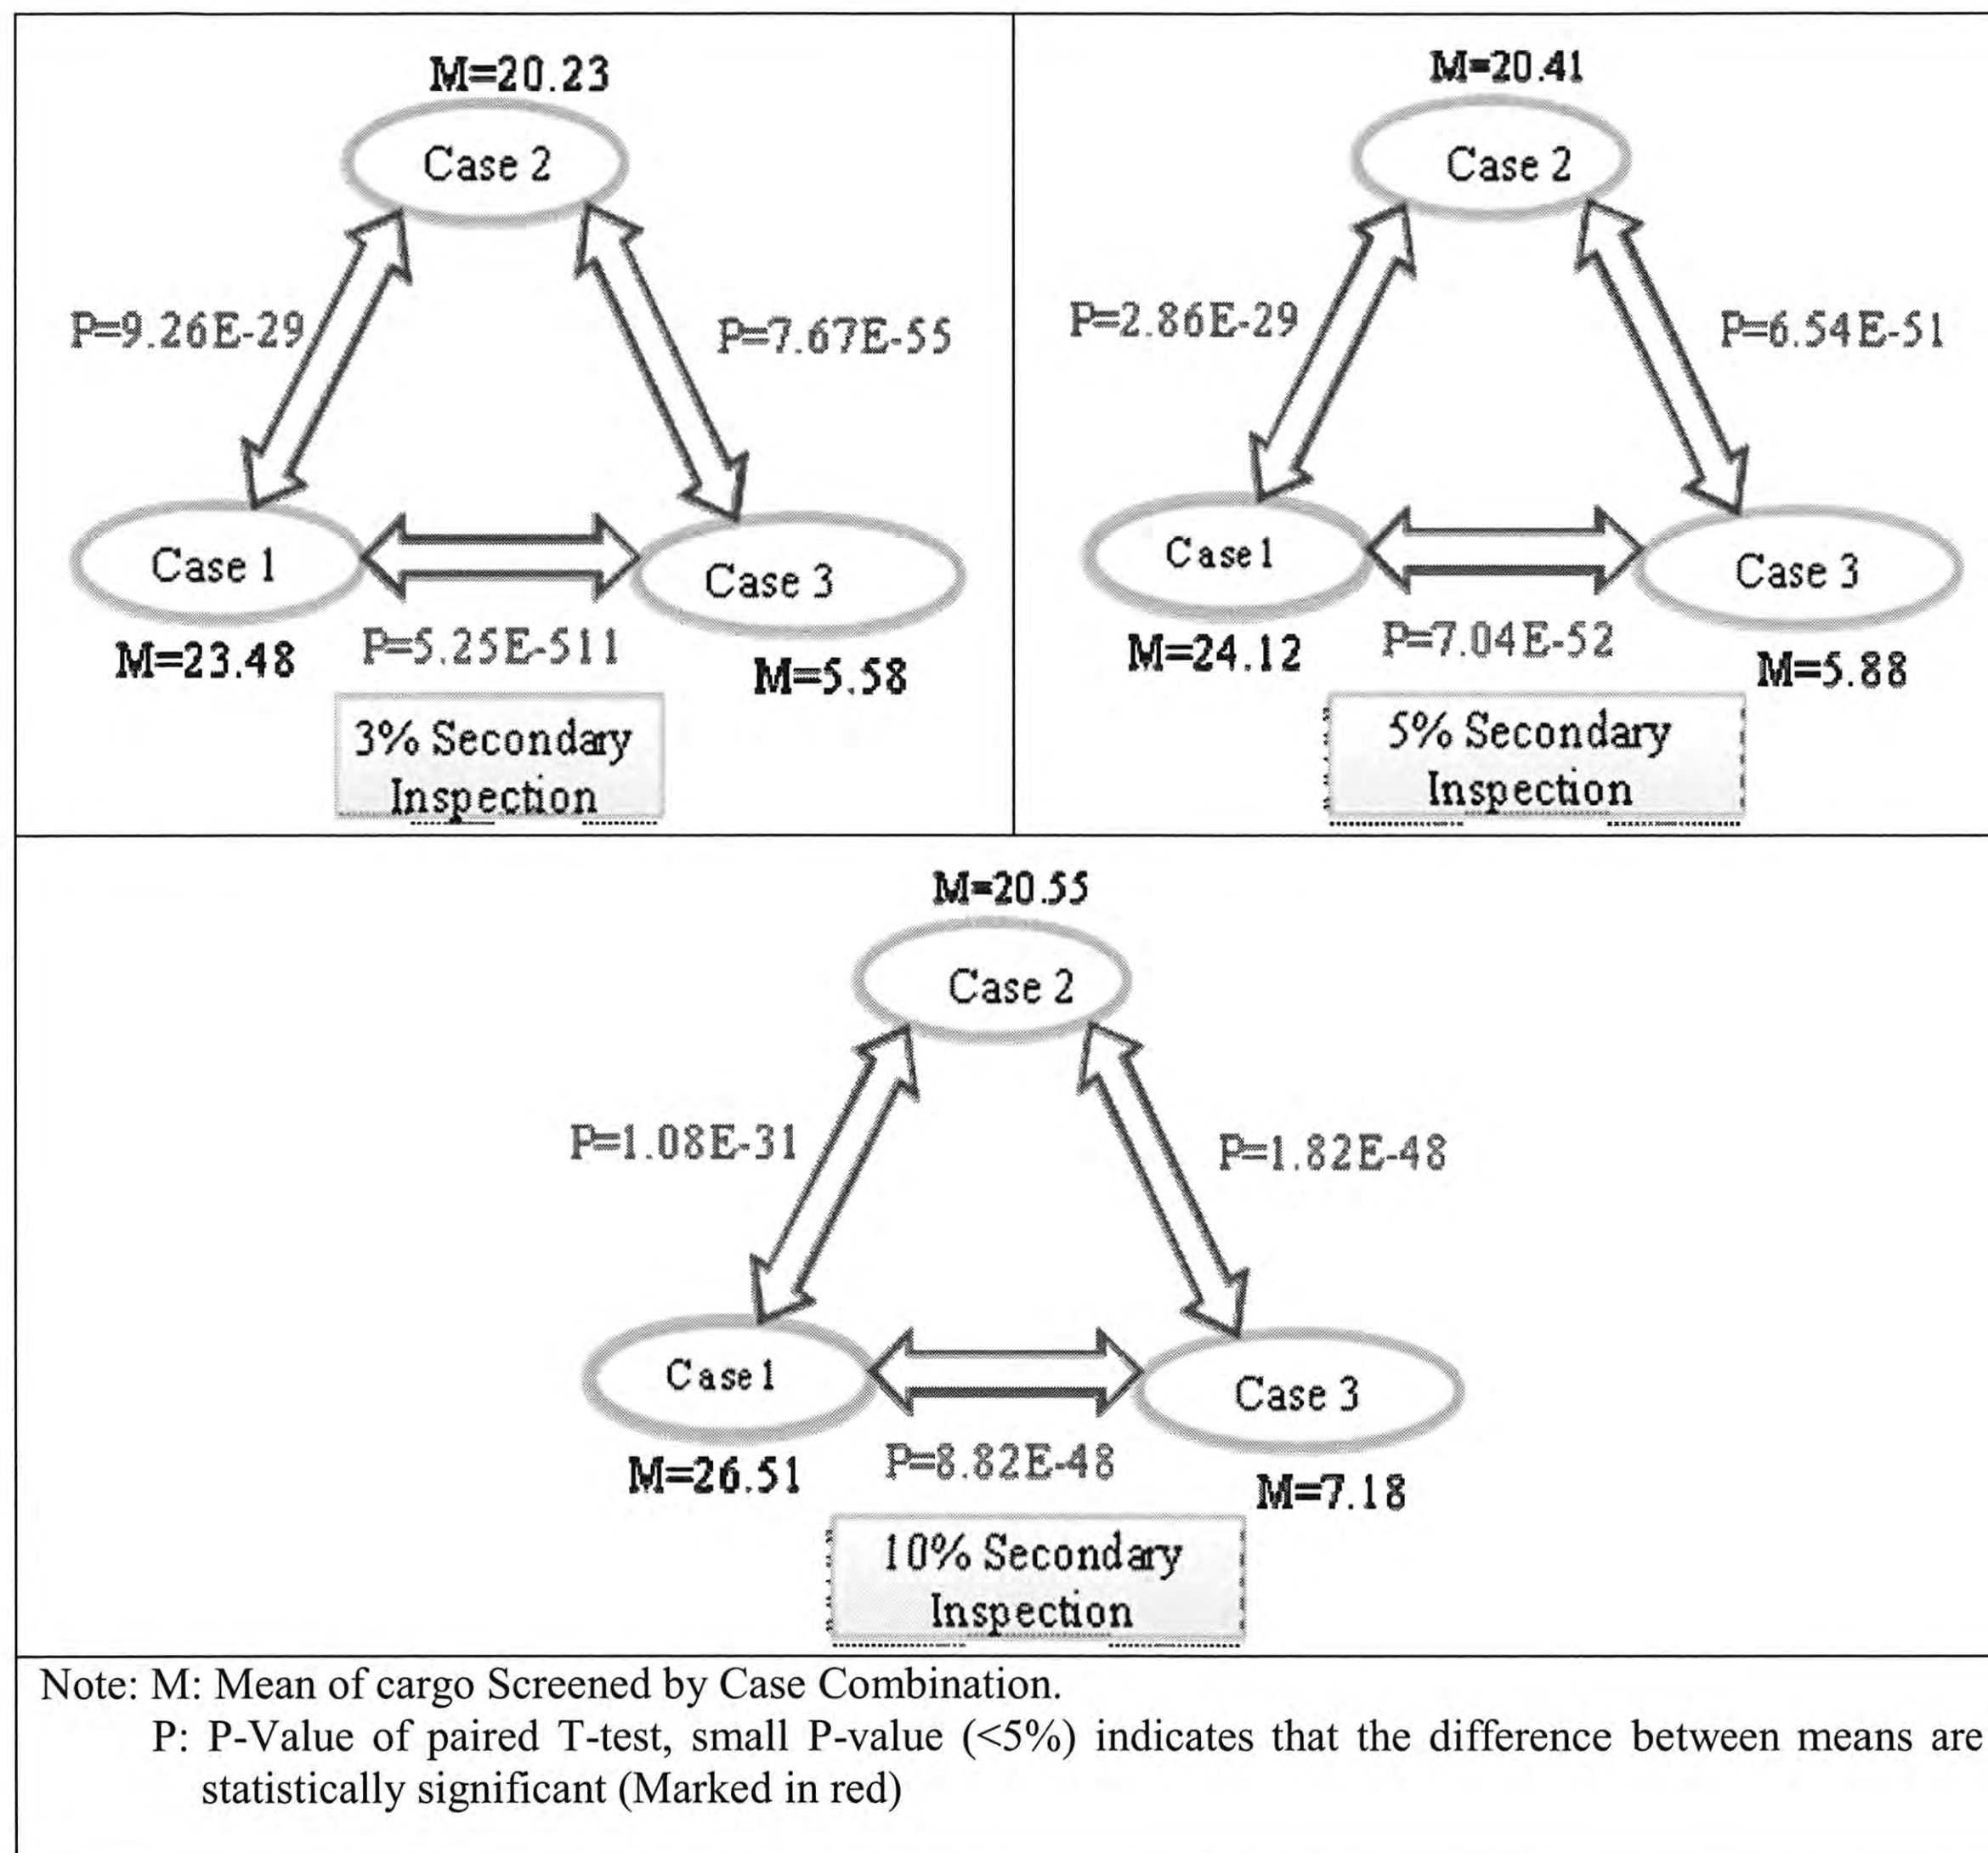 M=20.23
Case 2
P=9.26E-29
P=7.67E-55
Case 1
Case 3
M=23.48
P=5.25E-511
M=5.58
3% Secondary
Inspection
M=20.41
Case 2
P=2.86E-29
P=6.54E-51
Case 1
Case 3
M=24.12
P=7.04E-52
M=5.88
5% Secondary
Inspection
M=20.55
Case 2
P=1.08E-31
P=1.82E-48
Case 1
Case 3
M=26.51
P=8.82E-48
M=7.18
10% Secondary
Inspection
Note: M: Mean of cargo Screened by Case Combination.
P: P-Value of paired T-test, small P-value (<5%) indicates that the difference between means are
statistically significant (Marked in red)